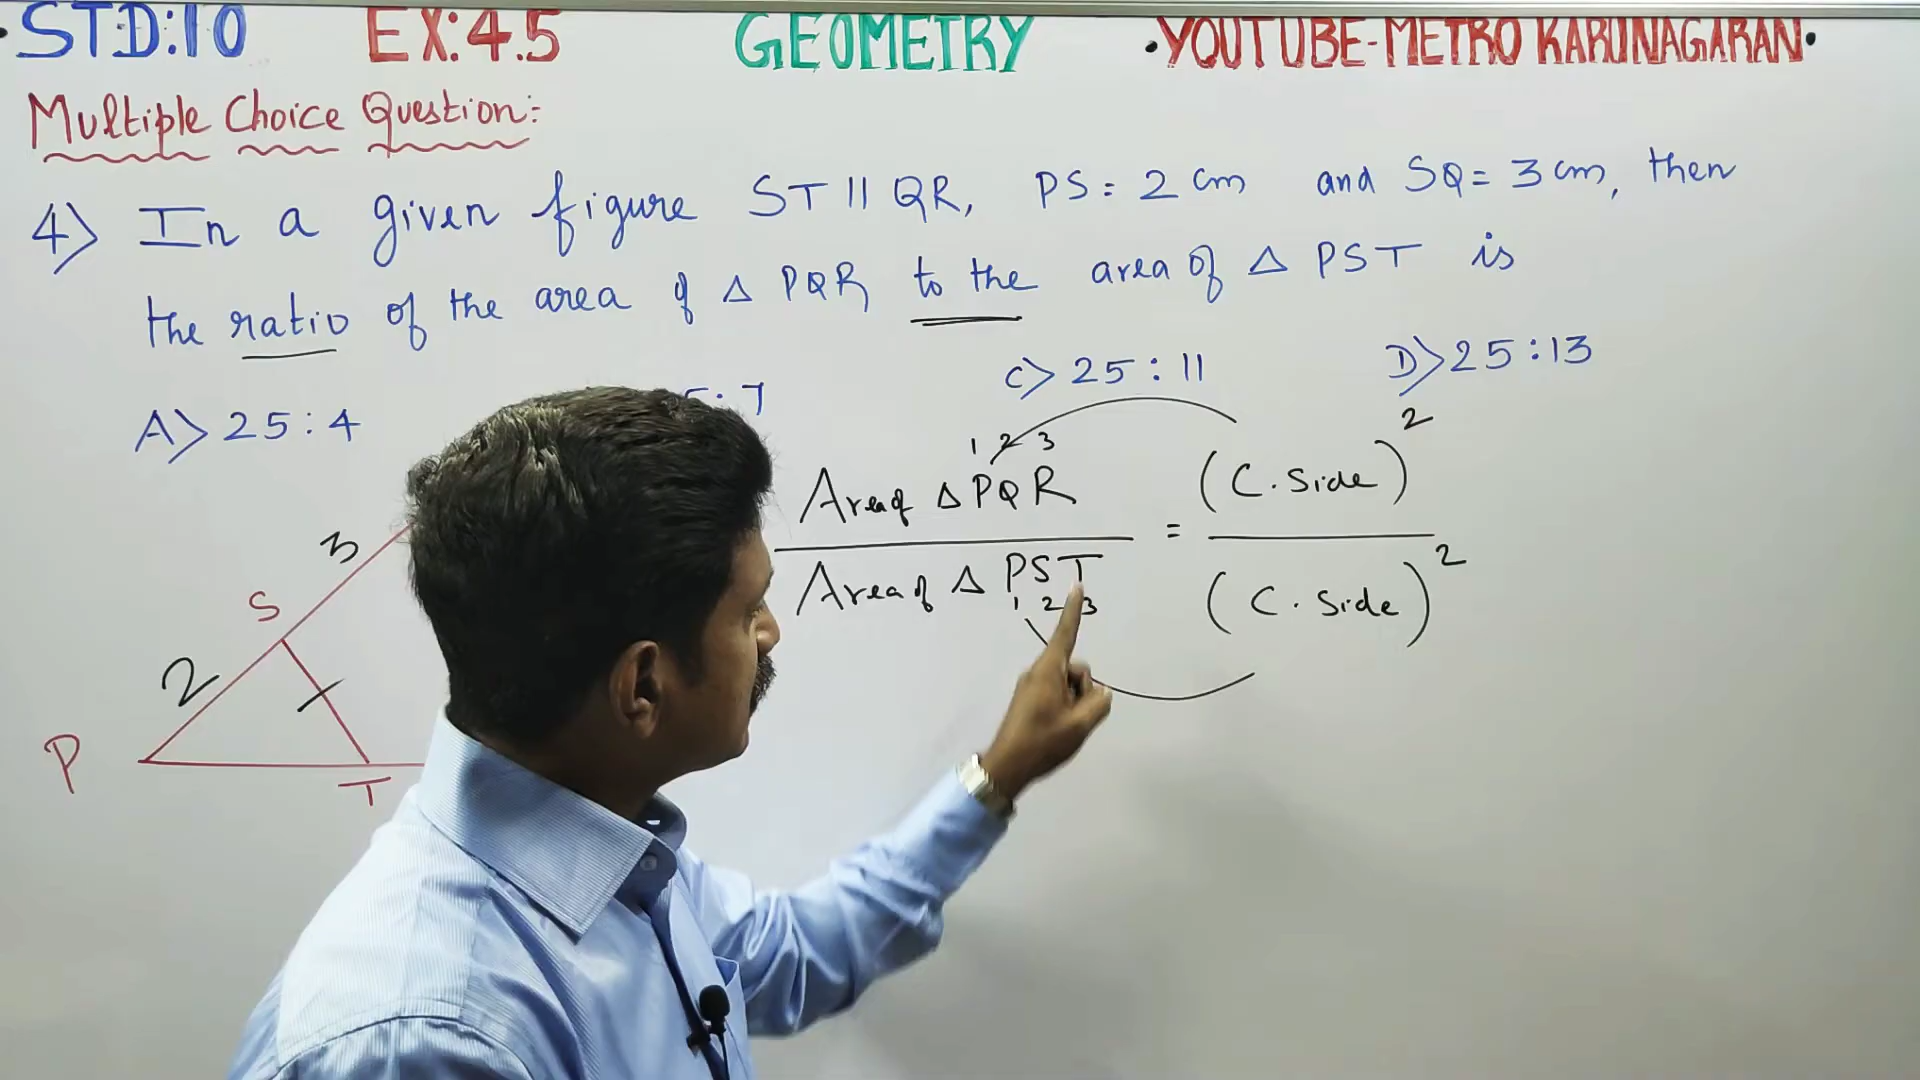 STD:10 EX:4.5 GEOMETRY •YOUTUBE-METRO KARUNAGARAN•
Multiple Choice Question:-
4) In a given figure ST || QR, PS = 2 cm and SQ = 3 cm, then
the ratio of the area of Δ PQR to the area of Δ PST is
A) 25 : 4 : 7 C) 25 : 11 D) 25 : 13
1 2 3
Area of Δ PQR = (C. Side)²
Area of Δ PST (C. Side)²
1 2 3
3
S
2
P
T